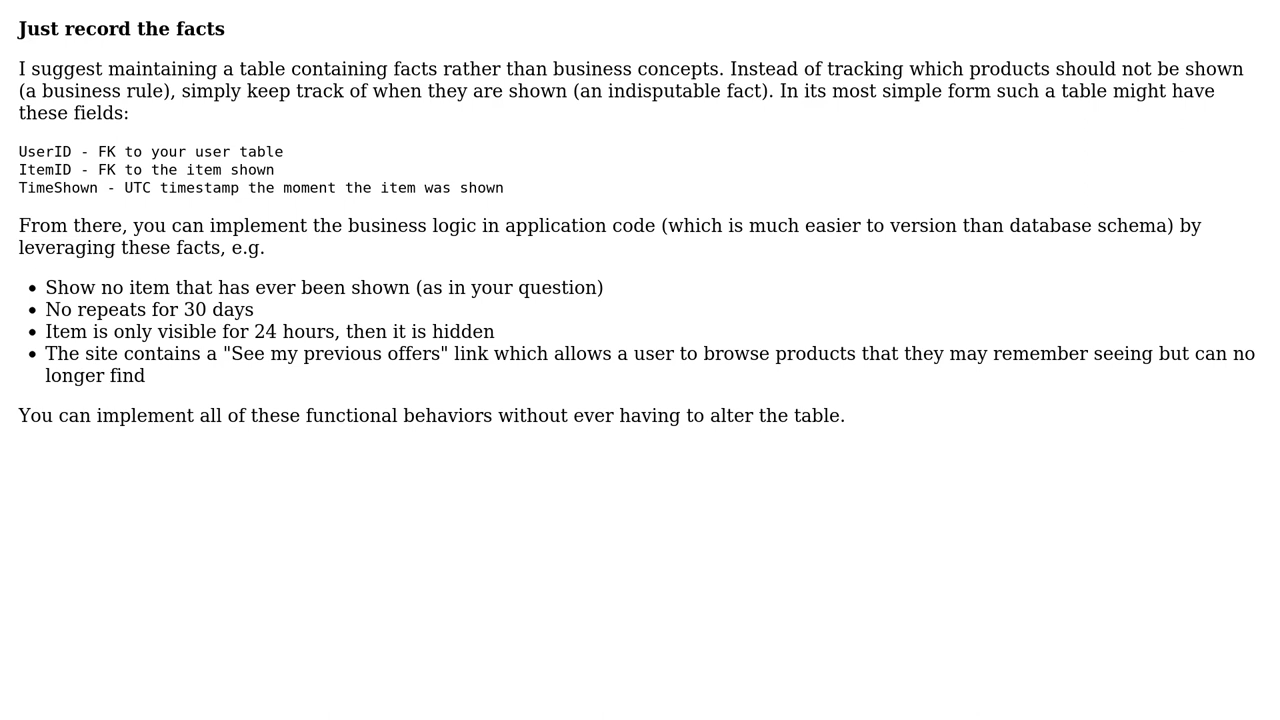 Just record the facts
I suggest maintaining a table containing facts rather than business concepts. Instead of tracking which products should not be shown
(a business rule), simply keep track of when they are shown (an indisputable fact). In its most simple form such a table might have
these fields:
UserID - FK to your user table
ItemID - FK to the item shown
TimeShown - UTC timestamp the moment the item was shown
From there, you can implement the business logic in application code (which is much easier to version than database schema) by
leveraging these facts, e.g.
• Show no item that has ever been shown (as in your question)
• No repeats for 30 days
• Item is only visible for 24 hours, then it is hidden
• The site contains a "See my previous offers" link which allows a user to browse products that they may remember seeing but can no
longer find
You can implement all of these functional behaviors without ever having to alter the table.